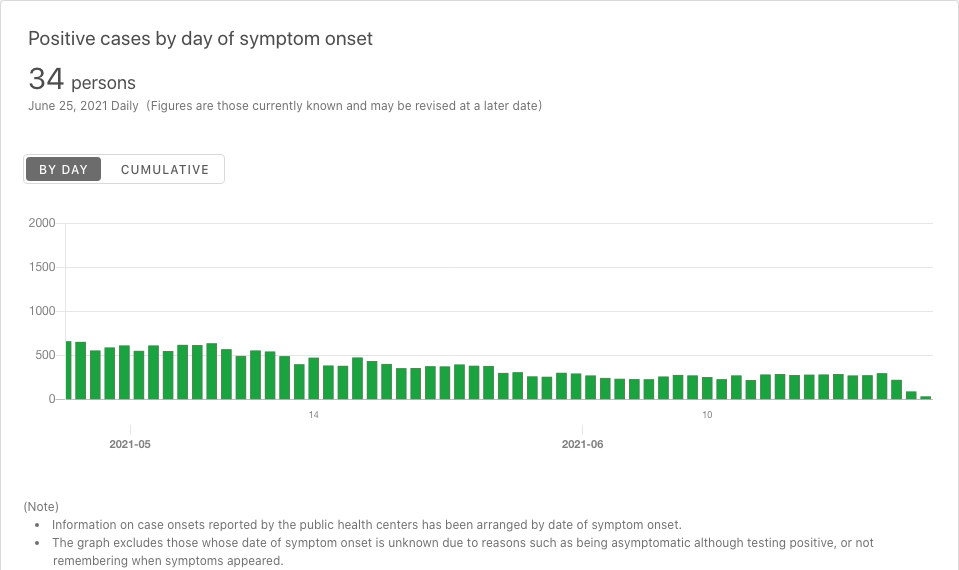 Positive cases by day of symptom onset
34 persons
June 25, 2021 Daily (Figures are those currently known and may be revised at a later date)
BY DAY CUMULATIVE
2000
1500
1000
500
0
14 10
2021-05 2021-06
(Note)
• Information on case onsets reported by the public health centers has been arranged by date of symptom onset.
• The graph excludes those whose date of symptom onset is unknown due to reasons such as being asymptomatic although testing positive, or not
remembering when symptoms appeared.